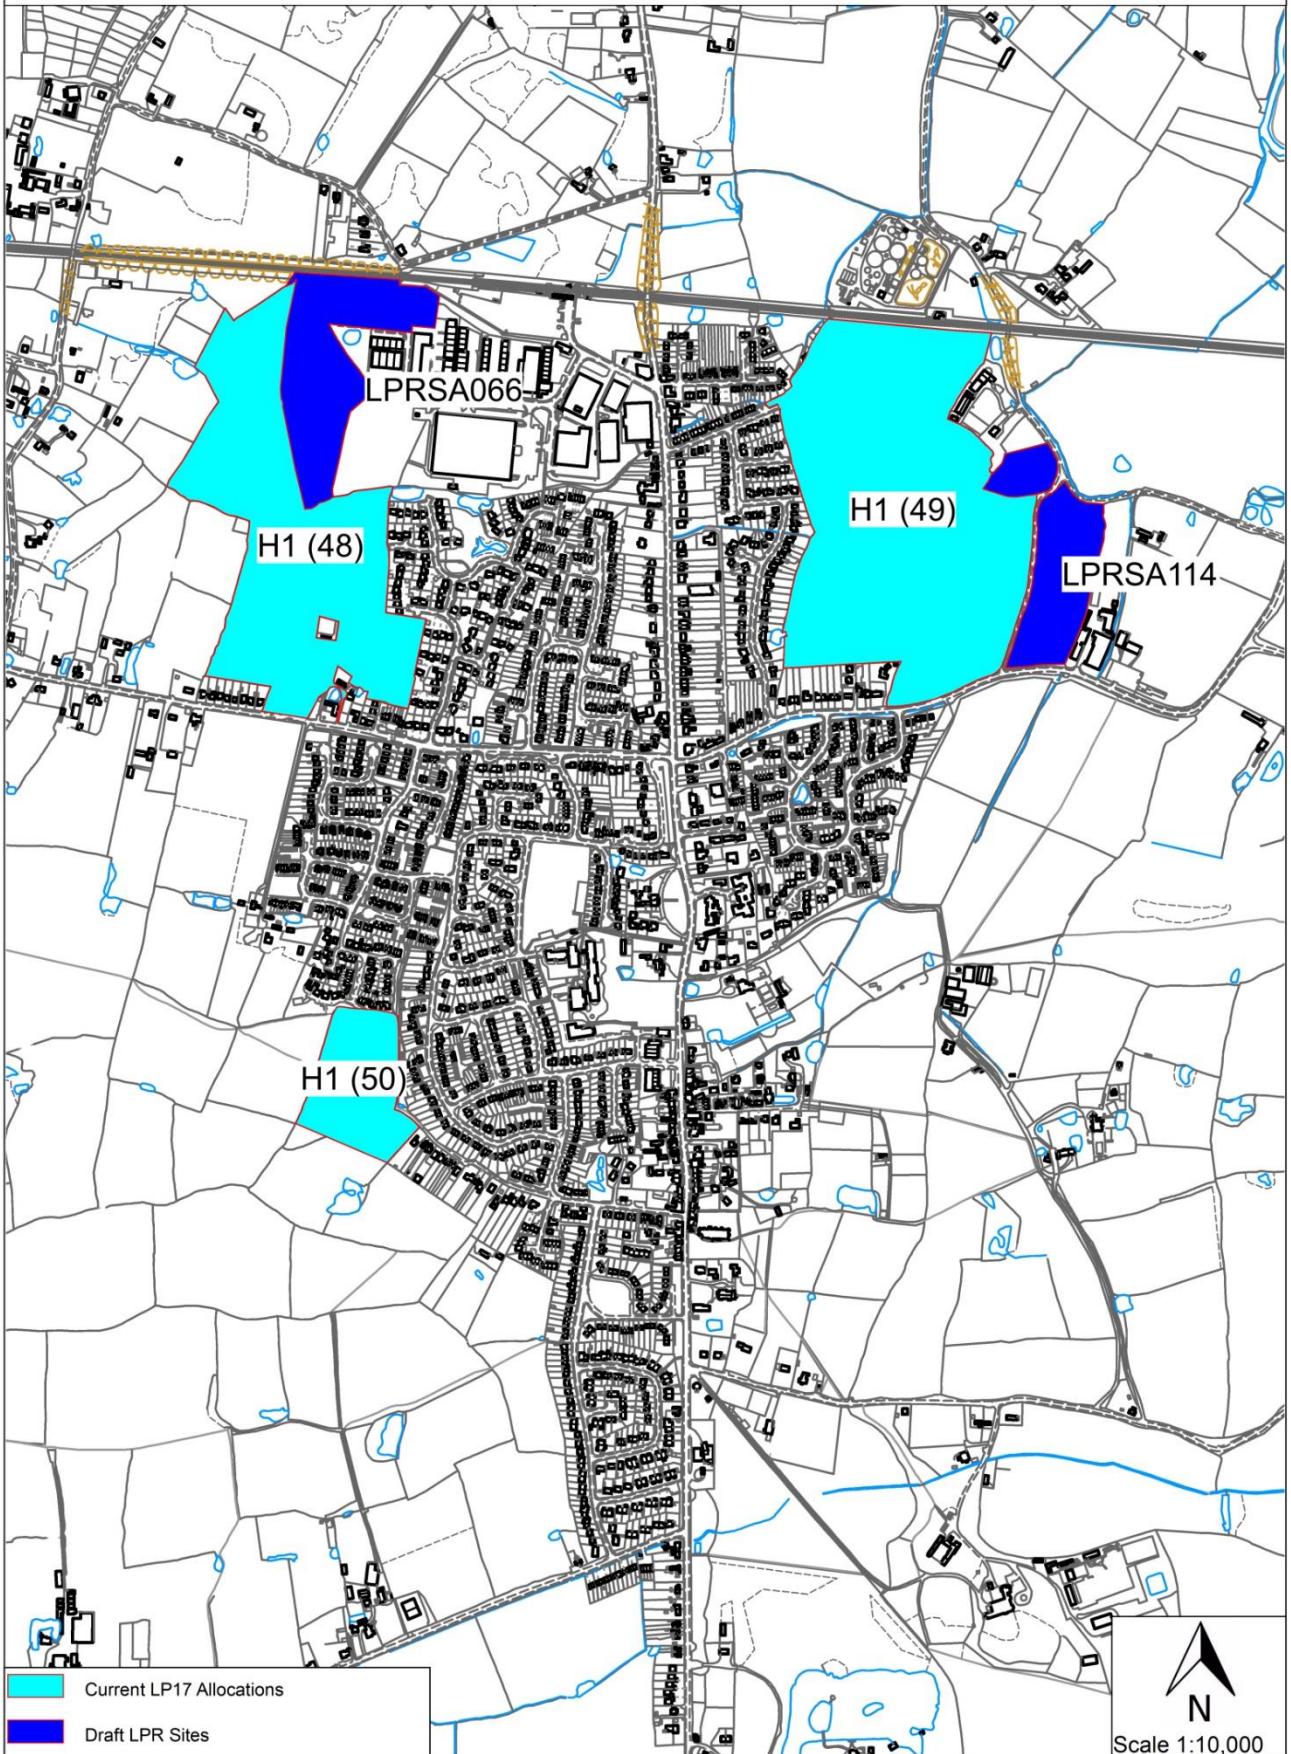 LPRSA066
H1 (49)
H1 (48)
LPRSA114
H1 (50)
Current LP17 Allocations
Draft LPR Sites
N
Scale 1:10,000